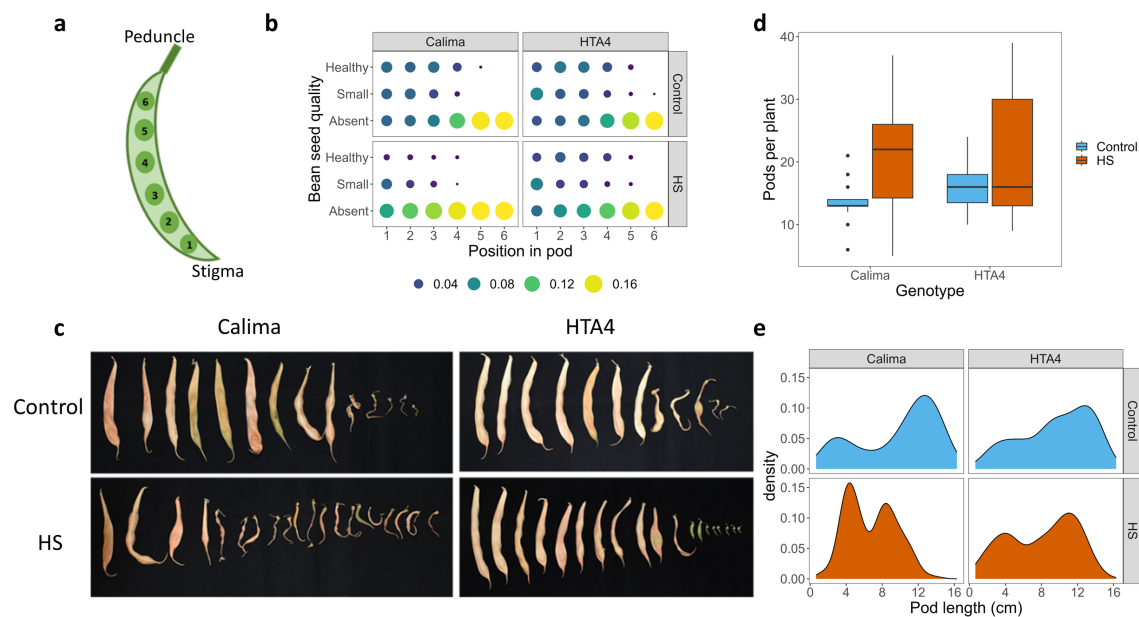 a
Peduncle
6
5
4
3
2
1
Stigma
b
Calima HTA4
Bean seed quality
Healthy
Small
Absent
Control
Healthy
Small
Absent
HS
1 2 3 4 5 6 1 2 3 4 5 6
Position in pod
0.04 0.08 0.12 0.16
d
Pods per plant
40
30
20
10
Calima HTA4
Genotype
Control
HS
c
Calima HTA4
Control
HS
e
Calima HTA4
density
0.15
0.10
0.05
0.00
Control
0.15
0.10
0.05
0.00
HS
0 4 8 12 16 0 4 8 12 16
Pod length (cm)